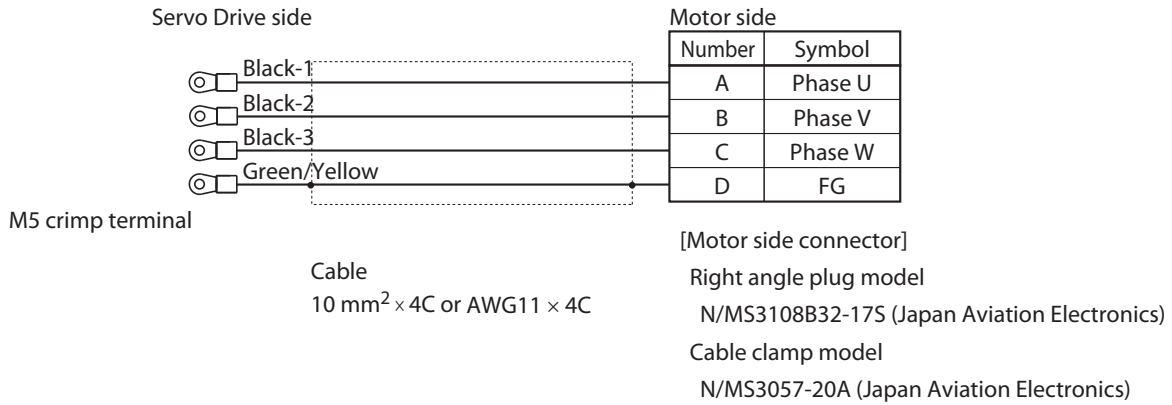 Servo Drive side
Motor side
Number Symbol
Black-1
A Phase U
Black-2
B Phase V
Black-3
C Phase W
Green/Yellow
D FG
M5 crimp terminal
[Motor side connector]
Cable
Right angle plug model
10 mm² × 4C or AWG11 × 4C
N/MS3108B32-17S (Japan Aviation Electronics)
Cable clamp model
N/MS3057-20A (Japan Aviation Electronics)